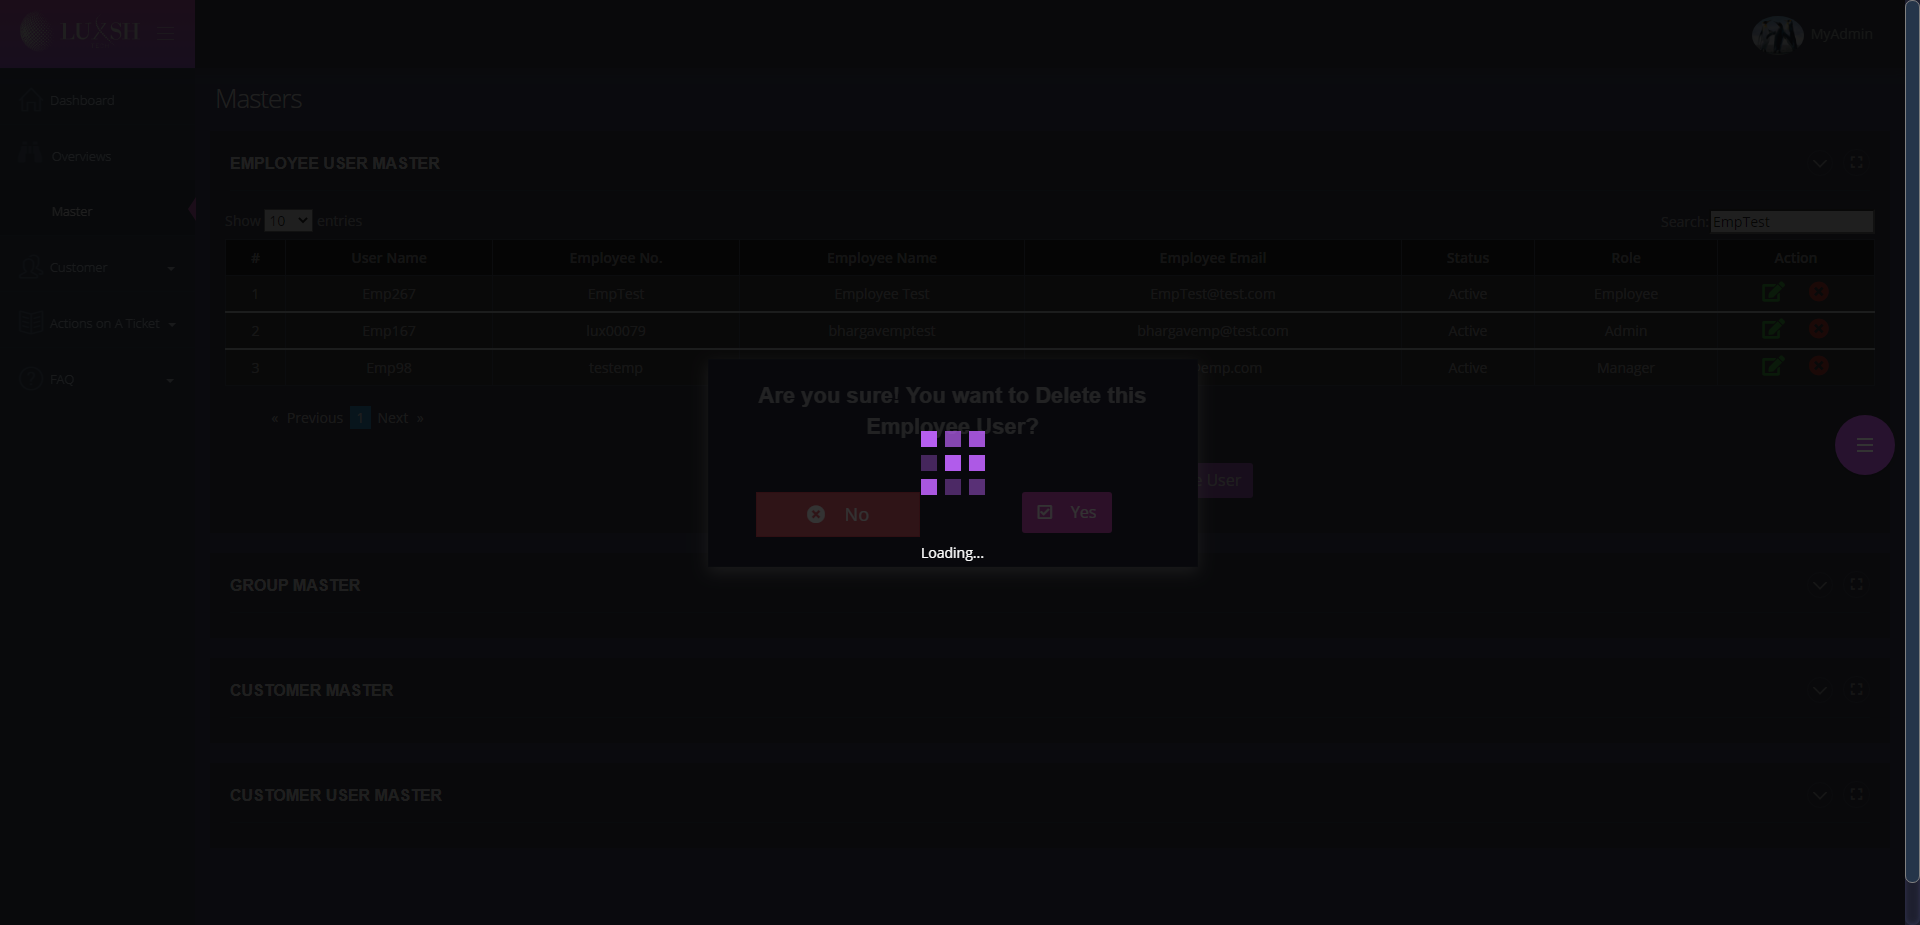 LUXSH
MyAdmin
Dashboard
Overviews
Master
Customer
Actions on A Ticket
FAQ
Masters
EMPLOYEE USER MASTER
Show 10 entries
Search: EmpTest
# User Name Employee No. Employee Name Employee Email Status Role Action
1 Emp267 EmpTest Employee Test EmpTest@test.com Active Employee
2 Emp167 lux00079 bhargavemptest bhargavemp@test.com Active Admin
3 Emp98 testemp emp.com Active Manager
« Previous 1 Next »
Are you sure! You want to Delete this
Employee User?
e User
No
Yes
Loading...
GROUP MASTER
CUSTOMER MASTER
CUSTOMER USER MASTER